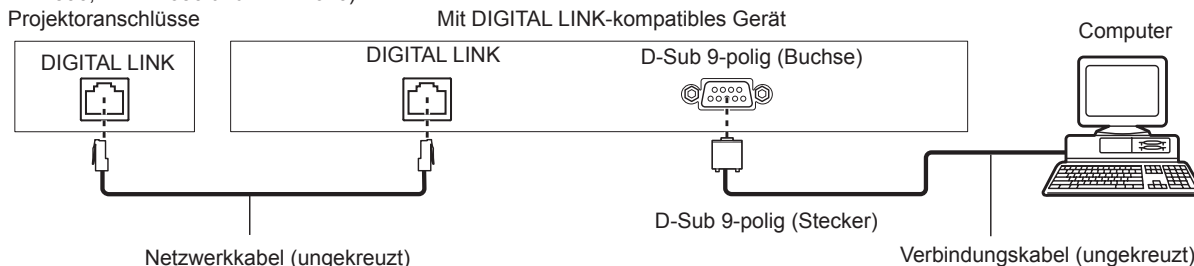 Projektoranschlüsse
Mit DIGITAL LINK-kompatibles Gerät
Computer
DIGITAL LINK
DIGITAL LINK
D-Sub 9-polig (Buchse)
D-Sub 9-polig (Stecker)
Netzwerkkabel (ungekreuzt)
Verbindungskabel (ungekreuzt)